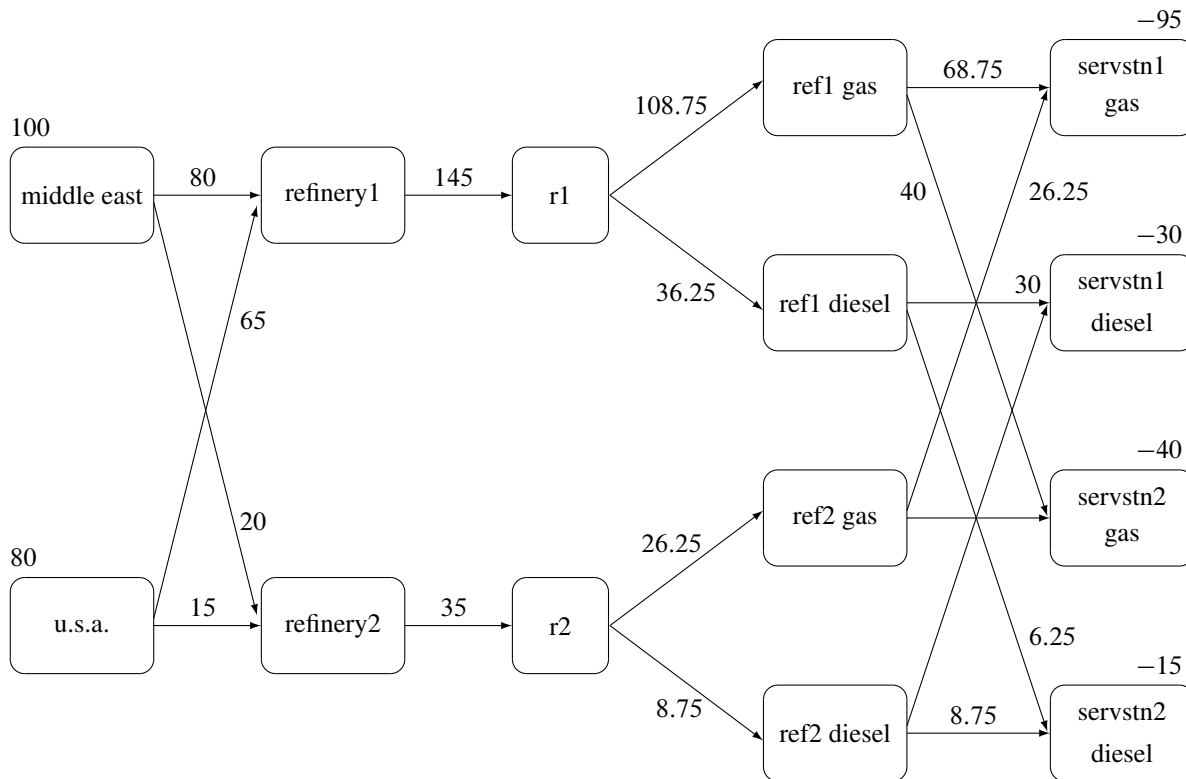 −95
ref1 gas
68.75
servstn1
gas
108.75
100
middle east
80
refinery1
145
r1
40
26.25
−30
65
36.25
ref1 diesel
30
servstn1
diesel
−40
20
ref2 gas
servstn2
gas
80
26.25
u.s.a.
15
refinery2
35
r2
6.25
−15
8.75
ref2 diesel
8.75
servstn2
diesel